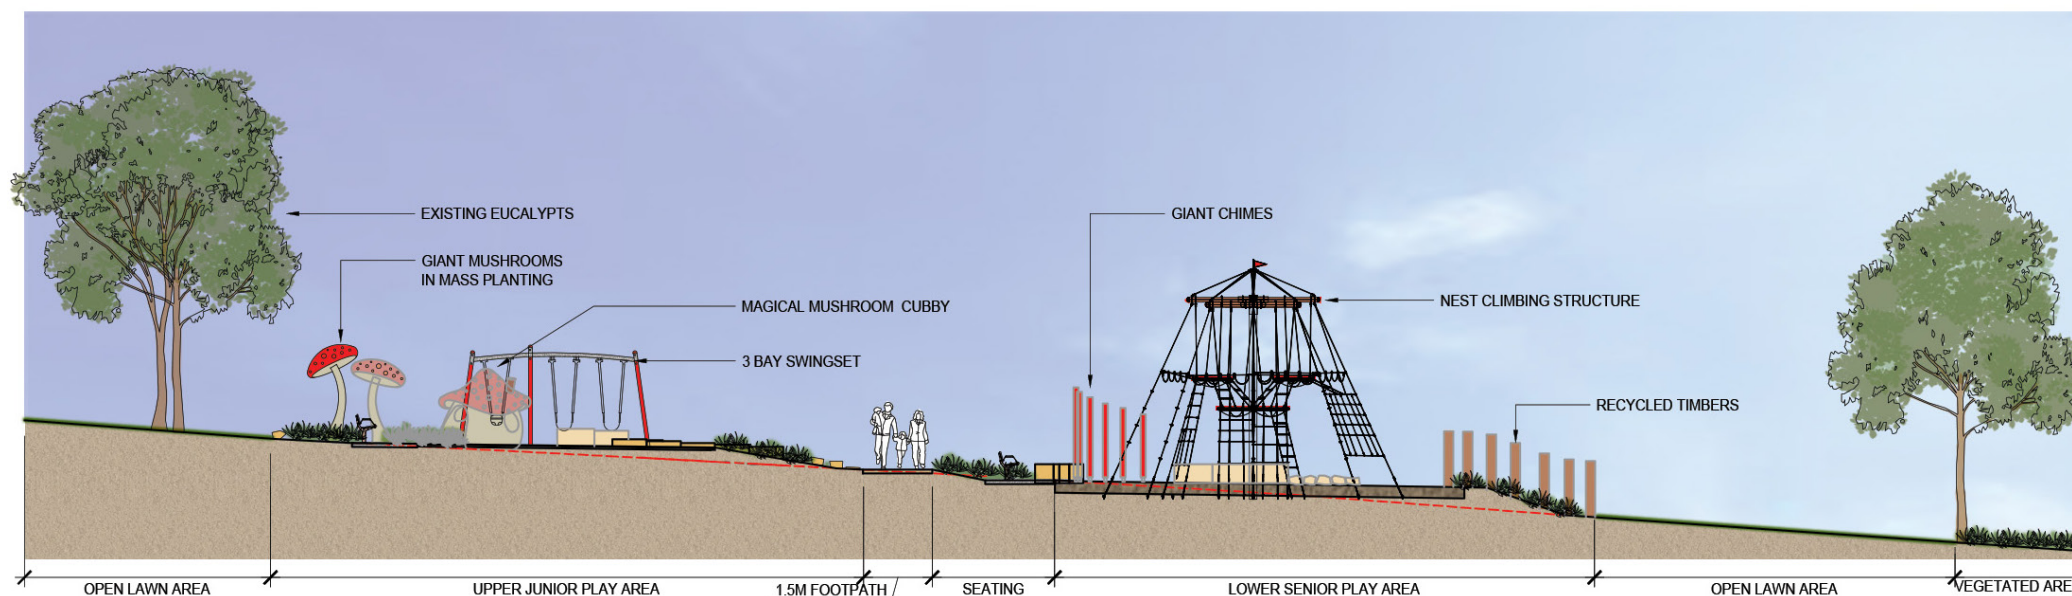 EXISTING EUCALYPTS
GIANT MUSHROOMS
IN MASS PLANTING
MAGICAL MUSHROOM CUBBY
3 BAY SWINGSET
GIANT CHIMES
NEST CLIMBING STRUCTURE
RECYCLED TIMBERS
OPEN LAWN AREA
UPPER JUNIOR PLAY AREA
1.5M FOOTPATH /
SEATING
LOWER SENIOR PLAY AREA
OPEN LAWN AREA
VEGETATED ARE